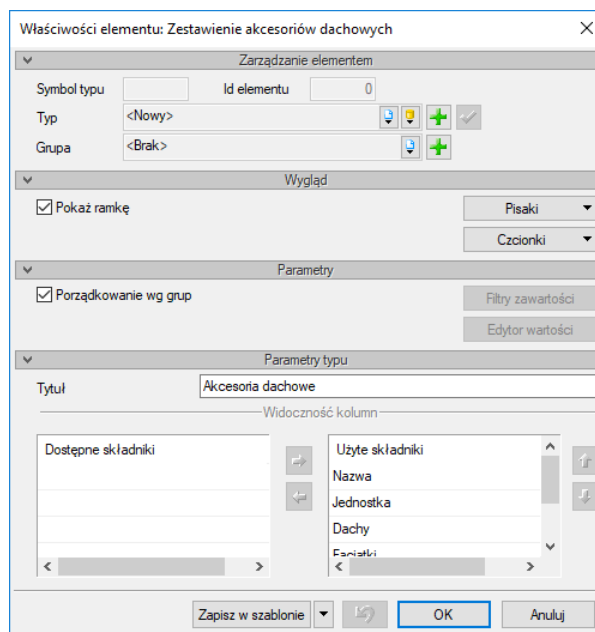 Właściwości elementu: Zestawienie akcesoriów dachowych
Zarządzanie elementem
Symbol typu Id elementu 0
Typ <Nowy>
Grupa <Brak>
Wygląd
Pokaż ramkę Pisaki
Czcionki
Parametry
Porządkowanie wg grup Filtry zawartości
Edytor wartości
Parametry typu
Tytuł Akcesoria dachowe
Widoczność kolumn
Dostępne składniki Użyte składniki
Nazwa
Jednostka
Dachy
Facjatki
Zapisz w szablonie OK Anuluj